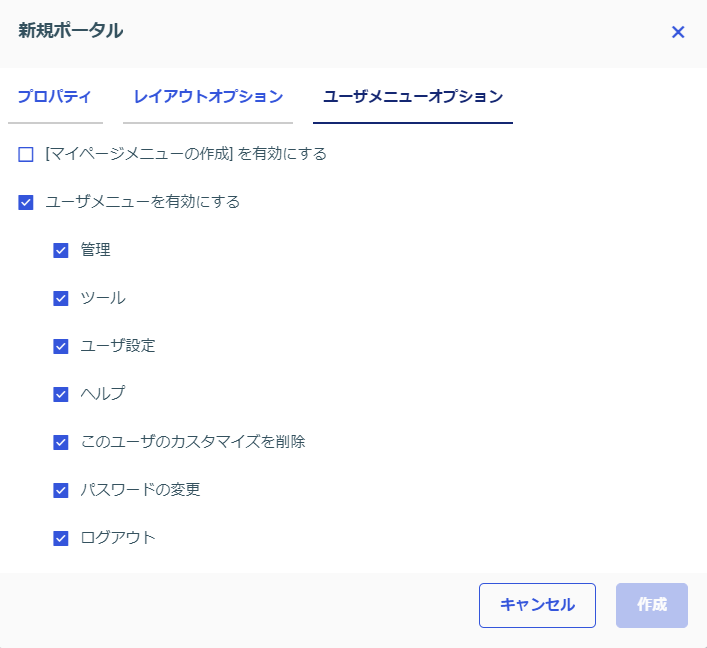 新規ポータル
プロパティ レイアウトオプション ユーザメニューオプション
[マイページメニューの作成] を有効にする
ユーザメニューを有効にする
管理
ツール
ユーザ設定
ヘルプ
このユーザのカスタマイズを削除
パスワードの変更
ログアウト
キャンセル 作成